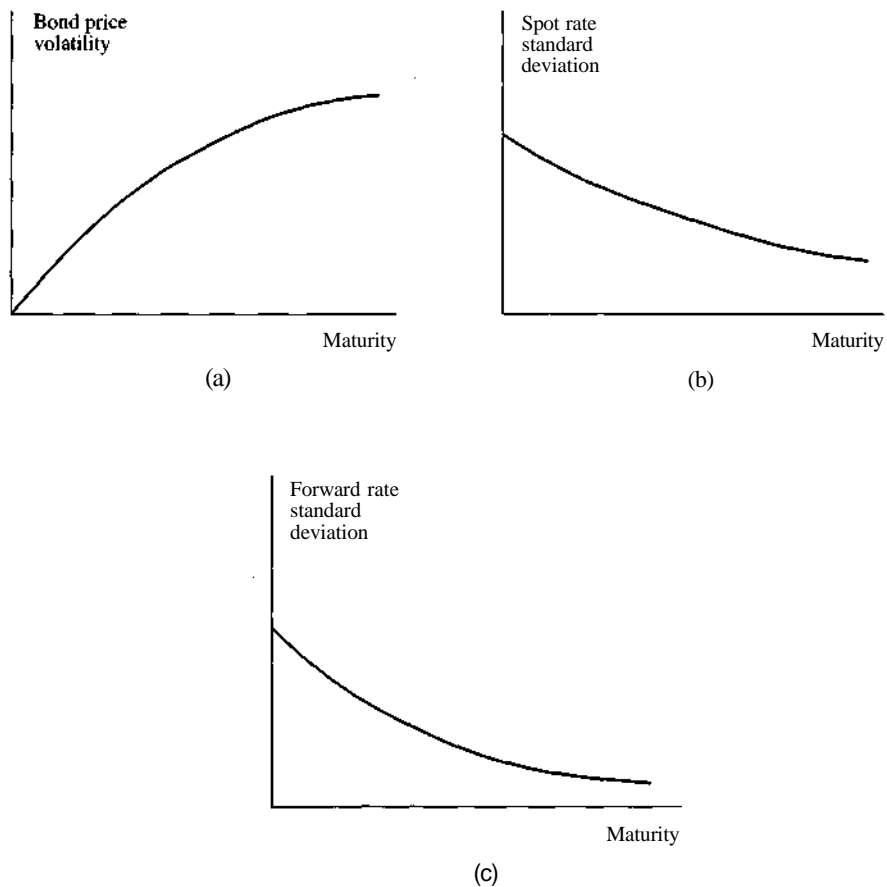 Bond price
volatility
Maturity
(a)
Spot rate
standard
deviation
Maturity
(b)
Forward rate
standard
deviation
Maturity
(c)